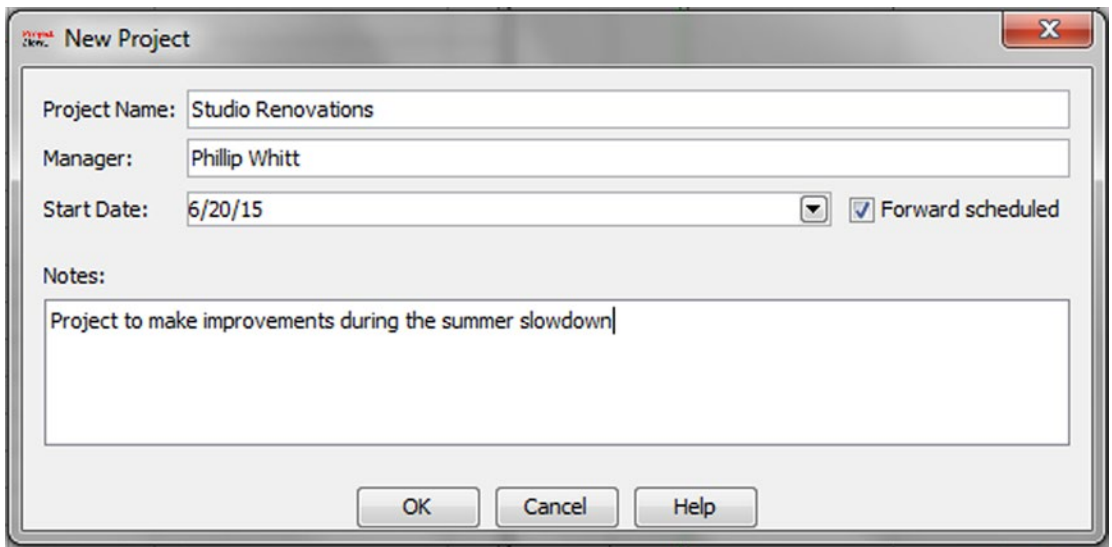 New Project
Project Name: Studio Renovations
Manager: Phillip Whitt
Start Date: 6/20/15 Forward scheduled
Notes:
Project to make improvements during the summer slowdown
OK Cancel Help